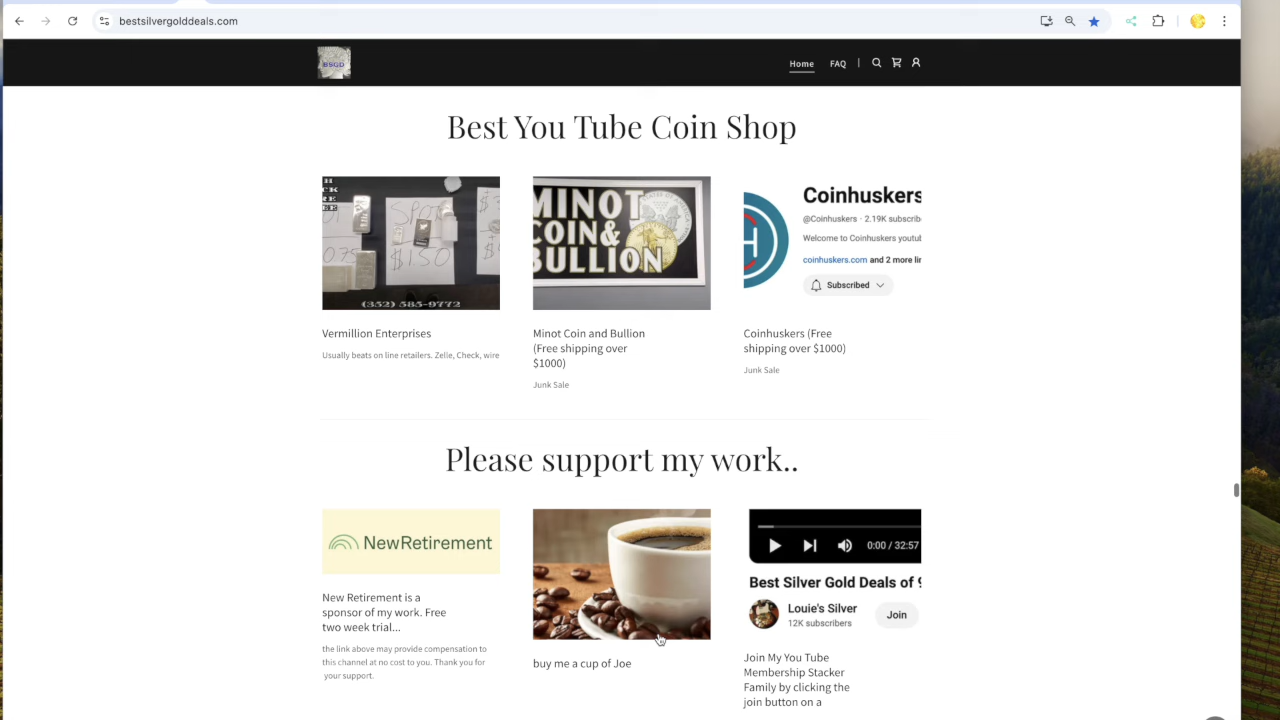 bestsilvergolddeals.com
BSGD
Home
FAQ
Best You Tube Coin Shop
SPOT
$150
(352) 585-9772
MINOT
COIN&
BULLION
Coinhuskers
@Coinhuskers · 2.19K subscrib
Welcome to Coinhuskers youtul
coinhuskers.com and 2 more lin
Subscribed
Vermillion Enterprises
Usually beats on line retailers. Zelle, Check, wire
Minot Coin and Bullion
(Free shipping over
$1000)
Junk Sale
Coinhuskers (Free
shipping over $1000)
Junk Sale
Please support my work..
NewRetirement
New Retirement is a
sponsor of my work. Free
two week trial...
the link above may provide compensation to
this channel at no cost to you. Thank you for
your support.
buy me a cup of Joe
0:00 / 32:57
Best Silver Gold Deals of 9
Louie's Silver
12K subscribers
Join
Join My You Tube
Membership Stacker
Family by clicking the
join button on a